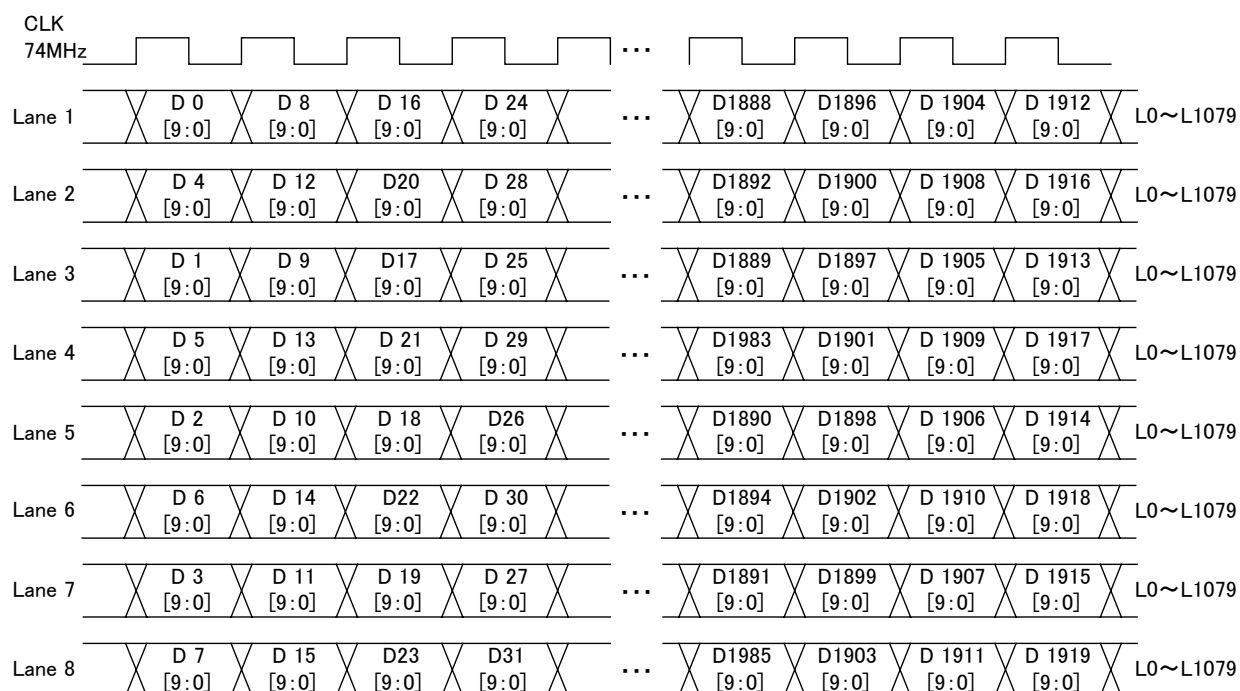 CLK
74MHz
...
Lane 1 D 0 D 8 D 16 D 24 ... D1888 D1896 D 1904 D 1912 L0~L1079
[9:0] [9:0] [9:0] [9:0] [9:0] [9:0] [9:0] [9:0]
Lane 2 D 4 D 12 D20 D 28 ... D1892 D1900 D 1908 D 1916 L0~L1079
[9:0] [9:0] [9:0] [9:0] [9:0] [9:0] [9:0] [9:0]
Lane 3 D 1 D 9 D17 D 25 ... D1889 D1897 D 1905 D 1913 L0~L1079
[9:0] [9:0] [9:0] [9:0] [9:0] [9:0] [9:0] [9:0]
Lane 4 D 5 D 13 D 21 D 29 ... D1983 D1901 D 1909 D 1917 L0~L1079
[9:0] [9:0] [9:0] [9:0] [9:0] [9:0] [9:0] [9:0]
Lane 5 D 2 D 10 D 18 D26 ... D1890 D1898 D 1906 D 1914 L0~L1079
[9:0] [9:0] [9:0] [9:0] [9:0] [9:0] [9:0] [9:0]
Lane 6 D 6 D 14 D22 D 30 ... D1894 D1902 D 1910 D 1918 L0~L1079
[9:0] [9:0] [9:0] [9:0] [9:0] [9:0] [9:0] [9:0]
Lane 7 D 3 D 11 D 19 D 27 ... D1891 D1899 D 1907 D 1915 L0~L1079
[9:0] [9:0] [9:0] [9:0] [9:0] [9:0] [9:0] [9:0]
Lane 8 D 7 D 15 D23 D31 ... D1985 D1903 D 1911 D 1919 L0~L1079
[9:0] [9:0] [9:0] [9:0] [9:0] [9:0] [9:0] [9:0]